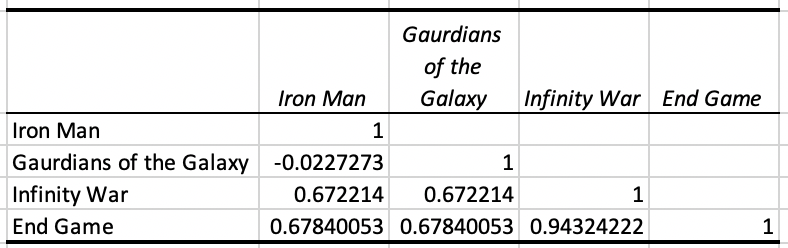 Gaurdians
of the
Iron Man Galaxy Infinity War End Game
Iron Man 1
Gaurdians of the Galaxy -0.0227273 1
Infinity War 0.672214 0.672214 1
End Game 0.67840053 0.67840053 0.94324222 1